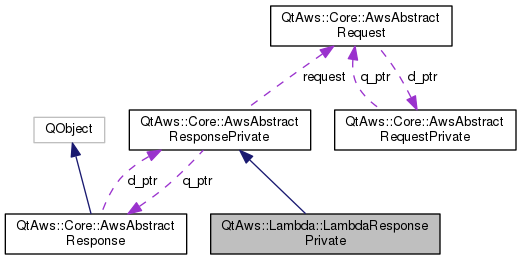 QtAws::Core::AwsAbstract
Request
request
q_ptr
d_ptr
QObject
QtAws::Core::AwsAbstract
ResponsePrivate
QtAws::Core::AwsAbstract
RequestPrivate
d_ptr
q_ptr
QtAws::Core::AwsAbstract
Response
QtAws::Lambda::LambdaResponse
Private